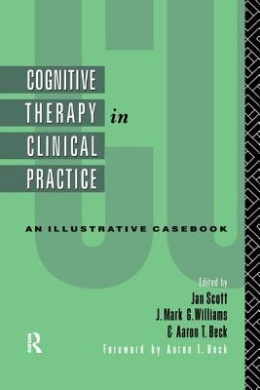 COGNITIVE
THERAPY in
CLINICAL
PRACTICE
AN ILLUSTRATIVE CASEBOOK
Edited by
Jan Scott
J. Mark G. Williams
& Aaron T. Beck
Foreword by Aaron T. Beck
R